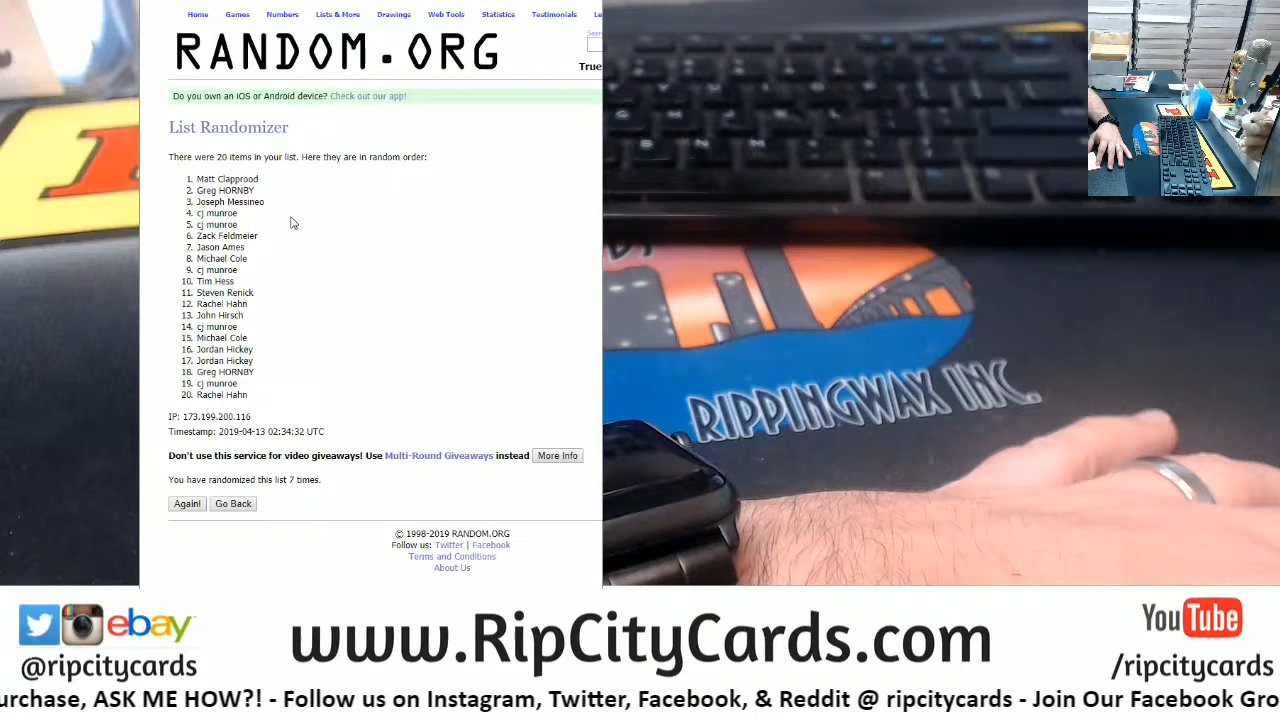 Home Games Numbers Lists & More Drawings Web Tools Statistics Testimonials
RANDOM.ORG
True
Do you own an iOS or Android device? Check out our app!
List Randomizer
There were 20 items in your list. Here they are in random order:
1. Matt Clapprood
2. Greg HORNBY
3. Joseph Messineo
4. cj munroe
5. cj munroe
6. Zack Feldmeier
7. Jason Ames
8. Michael Cole
9. cj munroe
10. Tim Hess
11. Steven Renick
12. Rachel Hahn
13. John Hirsch
14. cj munroe
15. Michael Cole
16. Jordan Hickey
17. Jordan Hickey
18. Greg HORNBY
19. cj munroe
20. Rachel Hahn
IP: 173.199.200.116
Timestamp: 2019-04-13 02:34:32 UTC
Don't use this service for video giveaways! Use Multi-Round Giveaways instead More Info
You have randomized this list 7 times.
Again! Go Back
© 1998-2019 RANDOM.ORG
Follow us: Twitter | Facebook
Terms and Conditions
About Us
RIPPINGWAX INC.
ebay
@ripcitycards
www.RipCityCards.com
YouTube
/ripcitycards
urchase, ASK ME HOW?! - Follow us on Instagram, Twitter, Facebook, & Reddit @ ripcitycards - Join Our Facebook Gro